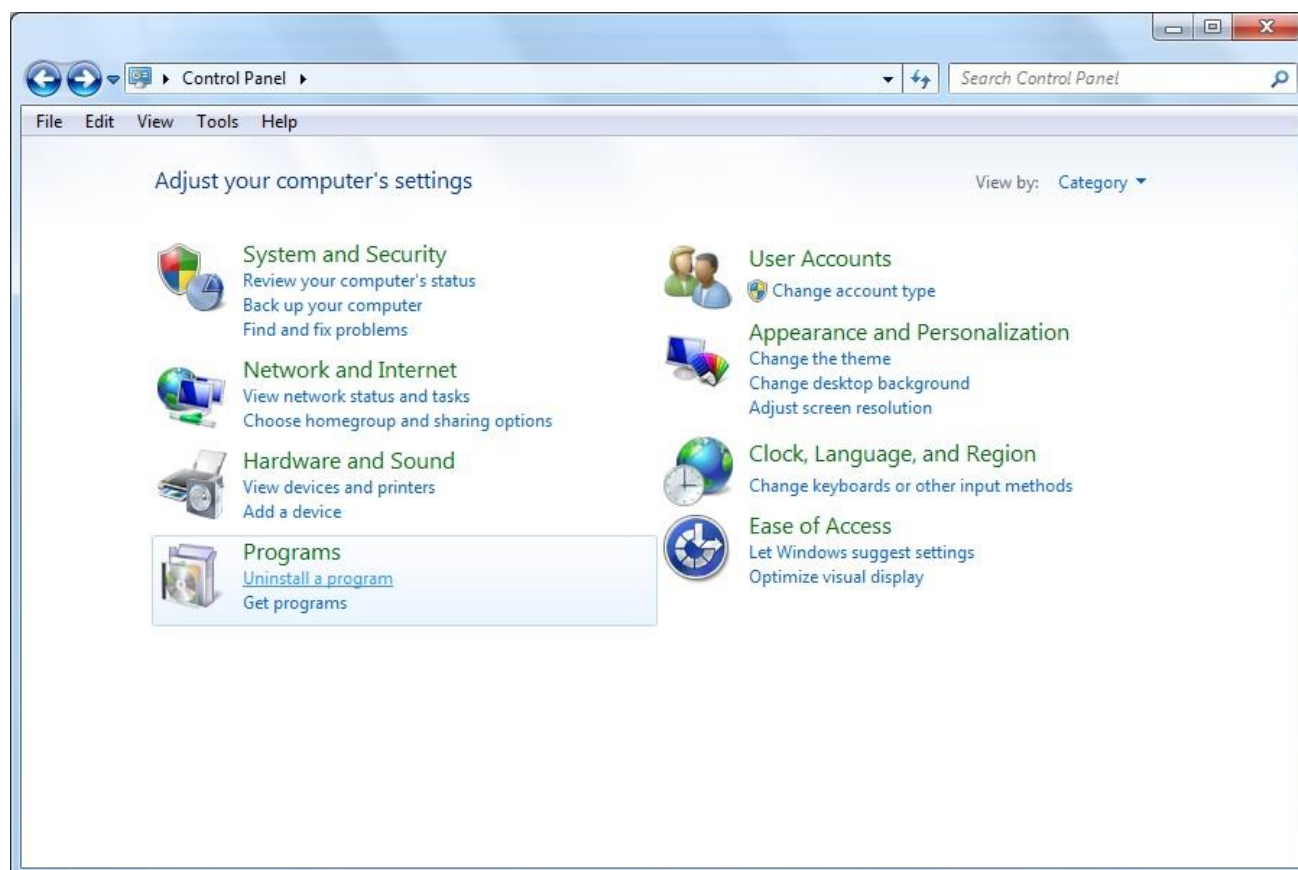 Control Panel
Search Control Panel
File Edit View Tools Help
Adjust your computer's settings
View by: Category
System and Security
Review your computer's status
Back up your computer
Find and fix problems
Network and Internet
View network status and tasks
Choose homegroup and sharing options
Hardware and Sound
View devices and printers
Add a device
Programs
Uninstall a program
Get programs
User Accounts
Change account type
Appearance and Personalization
Change the theme
Change desktop background
Adjust screen resolution
Clock, Language, and Region
Change keyboards or other input methods
Ease of Access
Let Windows suggest settings
Optimize visual display